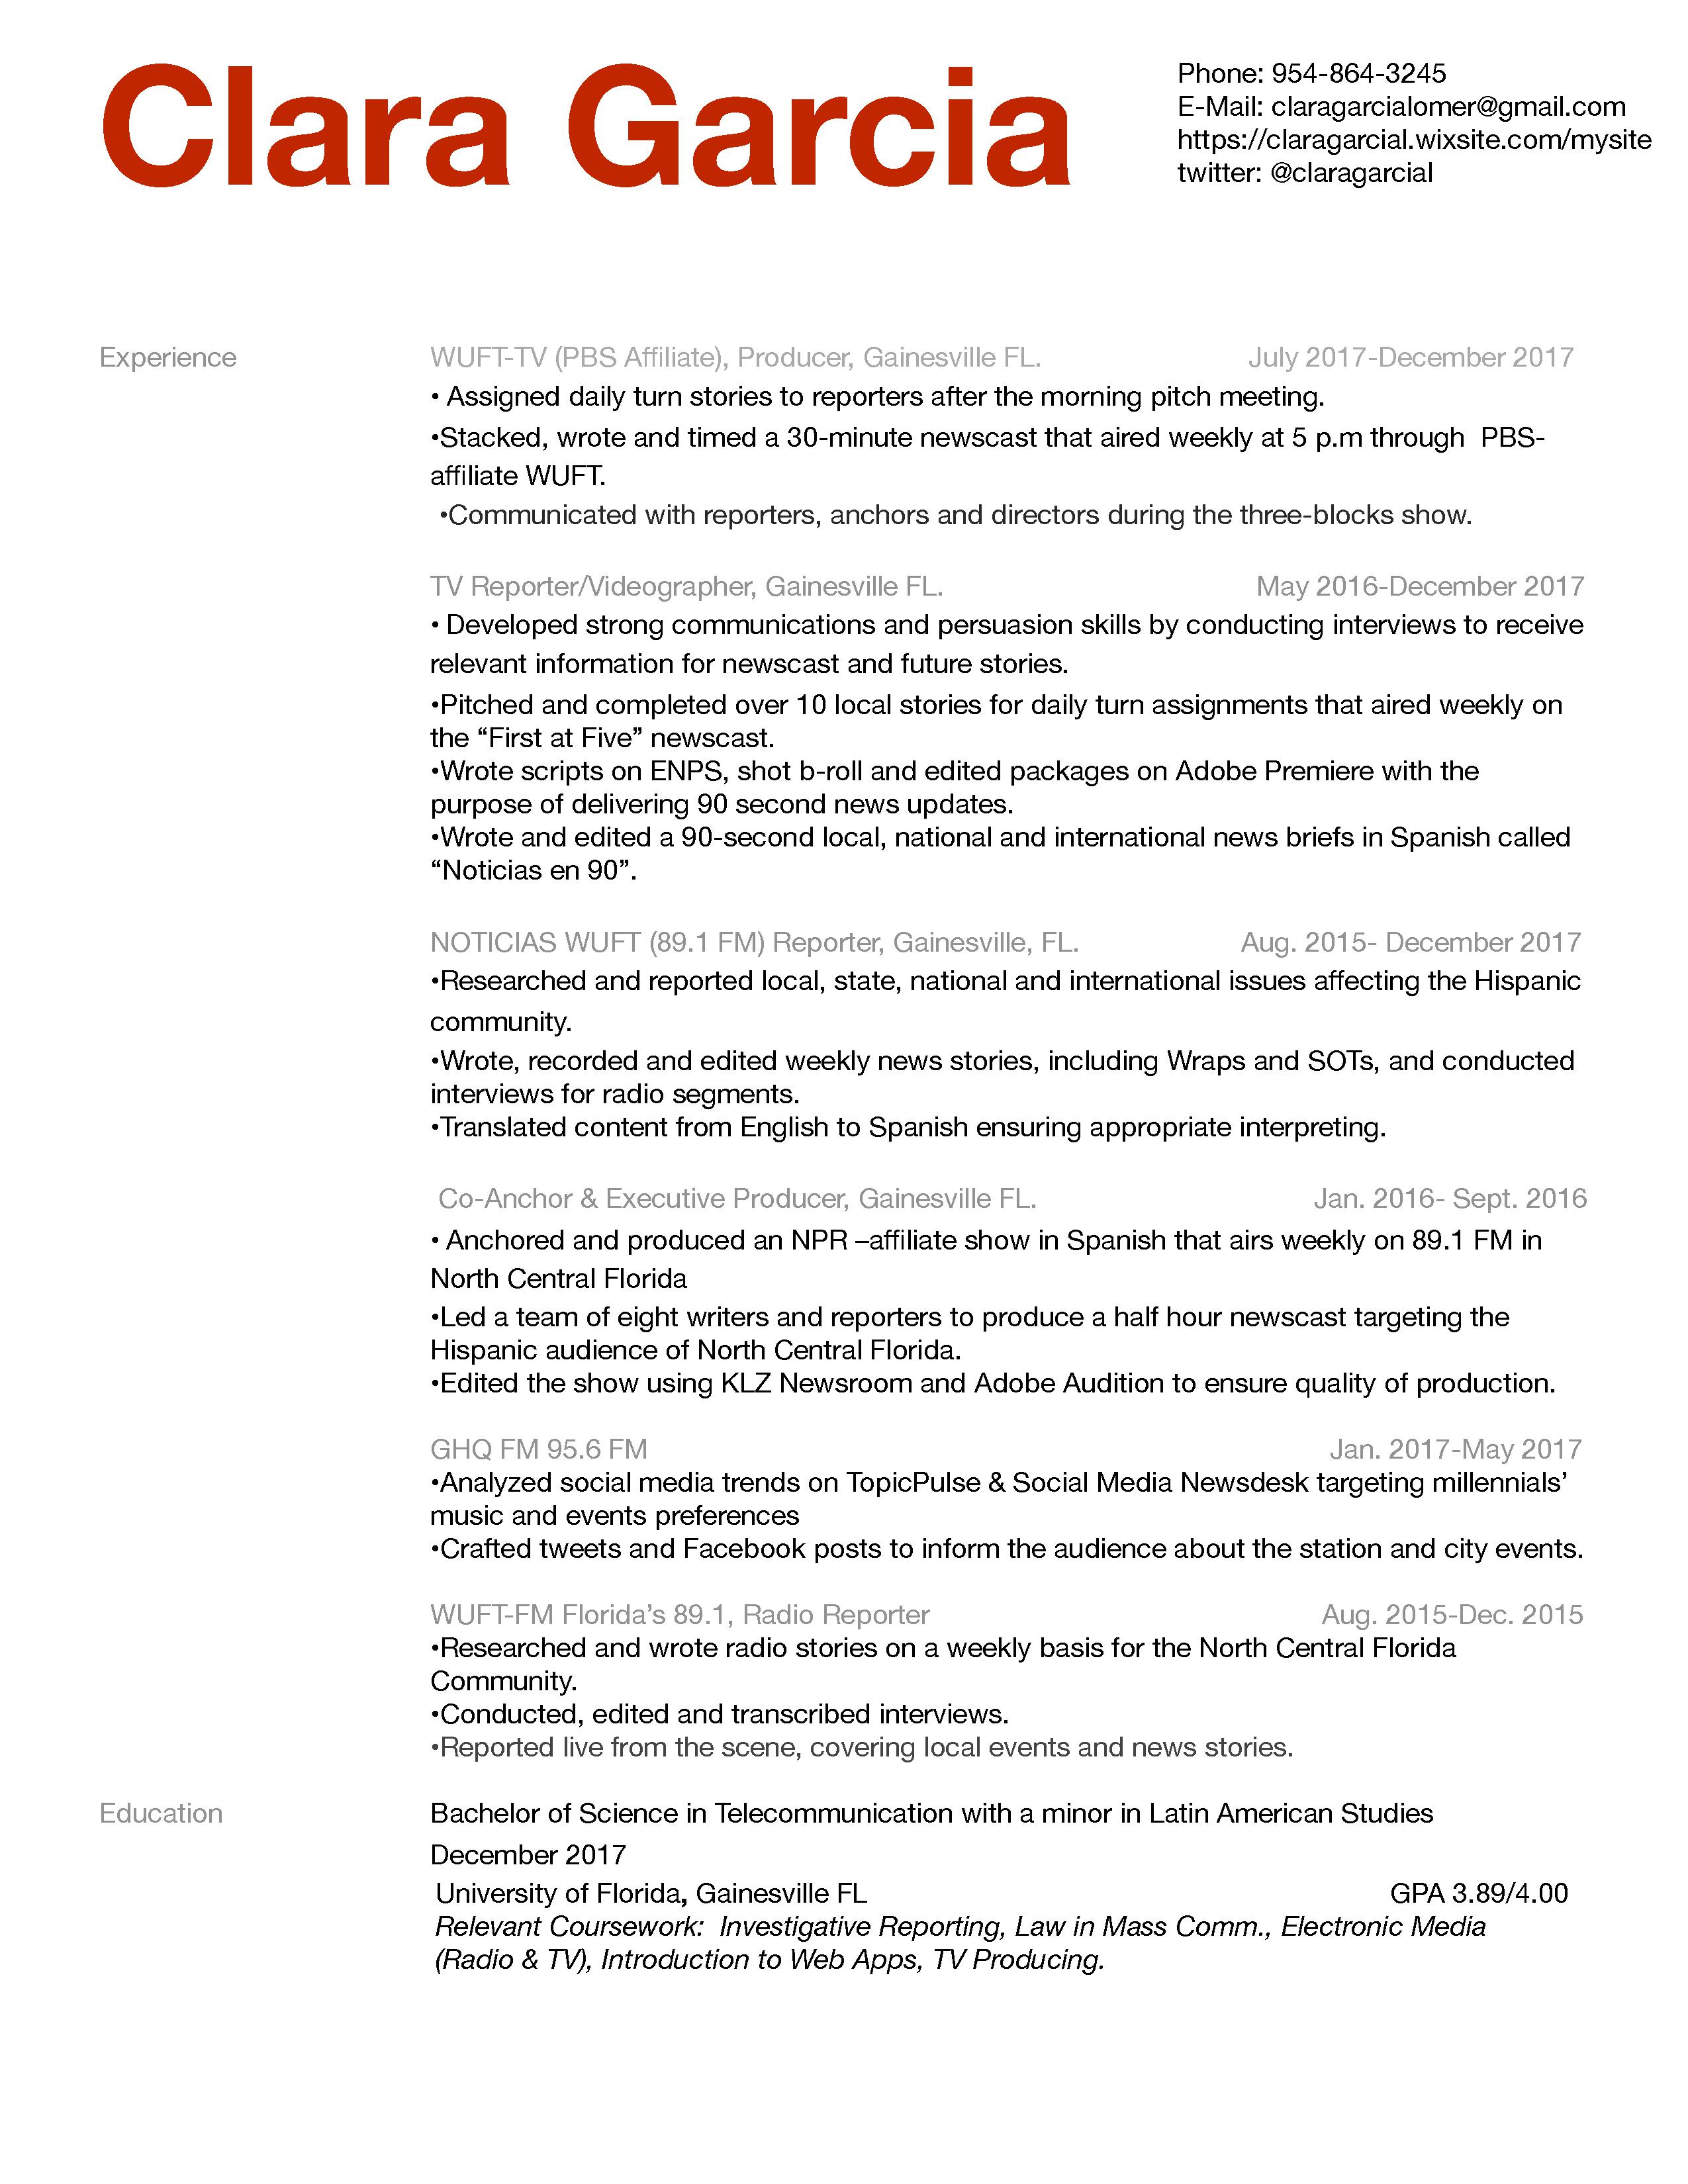 Clara Garcia
Phone: 954-864-3245
E-Mail: claragarcialomer@gmail.com
https://claragarcial.wixsite.com/mysite
twitter: @claragarcial
Experience
WUFT-TV (PBS Affiliate), Producer, Gainesville FL. July 2017-December 2017
• Assigned daily turn stories to reporters after the morning pitch meeting.
•Stacked, wrote and timed a 30-minute newscast that aired weekly at 5 p.m through  PBS-
affiliate WUFT.
•Communicated with reporters, anchors and directors during the three-blocks show.
TV Reporter/Videographer, Gainesville FL. May 2016-December 2017
• Developed strong communications and persuasion skills by conducting interviews to receive
relevant information for newscast and future stories.
•Pitched and completed over 10 local stories for daily turn assignments that aired weekly on
the “First at Five” newscast.
•Wrote scripts on ENPS, shot b-roll and edited packages on Adobe Premiere with the
purpose of delivering 90 second news updates.
•Wrote and edited a 90-second local, national and international news briefs in Spanish called
“Noticias en 90”.
NOTICIAS WUFT (89.1 FM) Reporter, Gainesville, FL. Aug. 2015- December 2017
•Researched and reported local, state, national and international issues affecting the Hispanic
community.
•Wrote, recorded and edited weekly news stories, including Wraps and SOTs, and conducted
interviews for radio segments.
•Translated content from English to Spanish ensuring appropriate interpreting.
Co-Anchor & Executive Producer, Gainesville FL. Jan. 2016- Sept. 2016
• Anchored and produced an NPR –affiliate show in Spanish that airs weekly on 89.1 FM in
North Central Florida
•Led a team of eight writers and reporters to produce a half hour newscast targeting the
Hispanic audience of North Central Florida.
•Edited the show using KLZ Newsroom and Adobe Audition to ensure quality of production.
GHQ FM 95.6 FM Jan. 2017-May 2017
•Analyzed social media trends on TopicPulse & Social Media Newsdesk targeting millennials’
music and events preferences
•Crafted tweets and Facebook posts to inform the audience about the station and city events.
WUFT-FM Florida’s 89.1, Radio Reporter Aug. 2015-Dec. 2015
•Researched and wrote radio stories on a weekly basis for the North Central Florida
Community.
•Conducted, edited and transcribed interviews.
•Reported live from the scene, covering local events and news stories.
Education
Bachelor of Science in Telecommunication with a minor in Latin American Studies
December 2017
University of Florida, Gainesville FL GPA 3.89/4.00
Relevant Coursework:  Investigative Reporting, Law in Mass Comm., Electronic Media
(Radio & TV), Introduction to Web Apps, TV Producing.